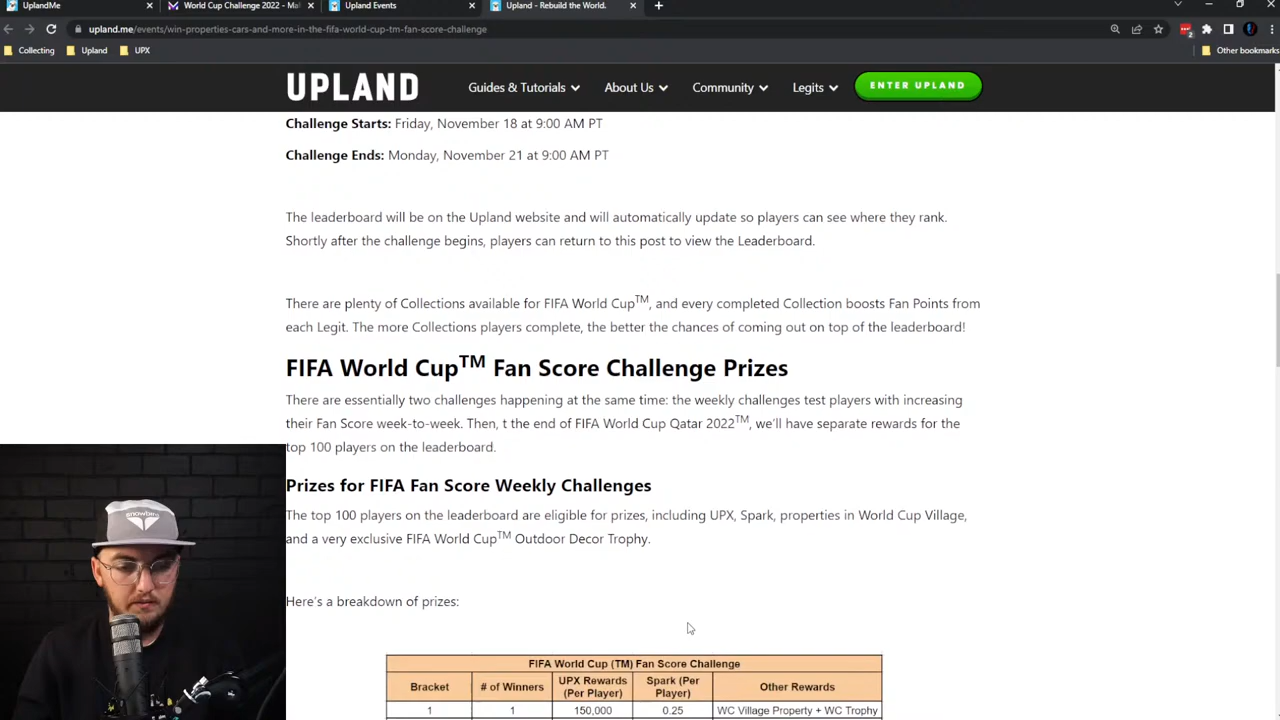 UplandMe
World Cup Challenge 2022 - Ma
Upland Events
Upland - Rebuild the World.
upland.me/events/win-properties-cars-and-more-in-the-fifa-world-cup-tm-fan-score-challenge
Collecting
Upland
UPX
Other bookmarks
UPLAND
Guides & Tutorials
About Us
Community
Legits
ENTER UPLAND
Challenge Starts: Friday, November 18 at 9:00 AM PT
Challenge Ends: Monday, November 21 at 9:00 AM PT
The leaderboard will be on the Upland website and will automatically update so players can see where they rank.
Shortly after the challenge begins, players can return to this post to view the Leaderboard.
There are plenty of Collections available for FIFA World Cup™, and every completed Collection boosts Fan Points from
each Legit. The more Collections players complete, the better the chances of coming out on top of the leaderboard!
FIFA World Cup™ Fan Score Challenge Prizes
There are essentially two challenges happening at the same time: the weekly challenges test players with increasing
their Fan Score week-to-week. Then, t the end of FIFA World Cup Qatar 2022™, we'll have separate rewards for the
top 100 players on the leaderboard.
Prizes for FIFA Fan Score Weekly Challenges
The top 100 players on the leaderboard are eligible for prizes, including UPX, Spark, properties in World Cup Village,
and a very exclusive FIFA World Cup™ Outdoor Decor Trophy.
Here's a breakdown of prizes:
FIFA World Cup (TM) Fan Score Challenge
Bracket # of Winners UPX Rewards (Per Player) Spark (Per Player) Other Rewards
1 1 150,000 0.25 WC Village Property + WC Trophy
snowbird